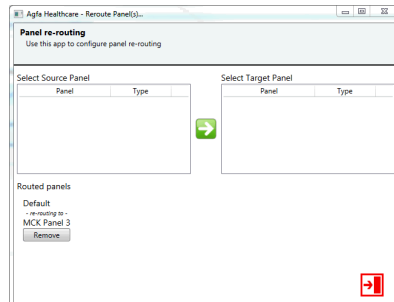 Agfa Healthcare - Reroute Panel(s)...
Panel re-routing
Use this app to configure panel re-routing
Select Source Panel
Select Target Panel
Panel Type
Panel Type
Routed panels
Default
- re-routing to -
MCK Panel 3
Remove